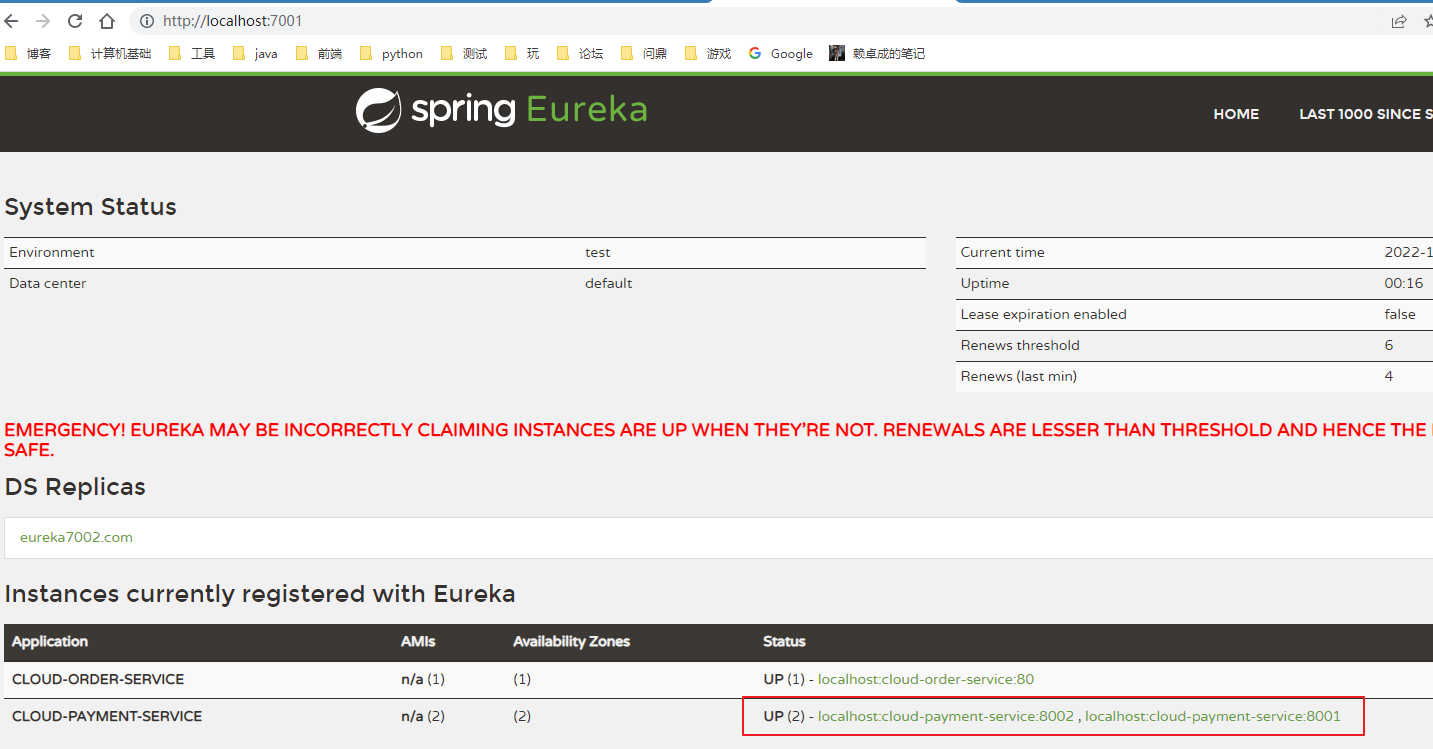 http://localhost:7001
博客 计算机基础 工具 java 前端 python 测试 玩 论坛 问鼎 游戏 Google 赖卓成的笔记
spring Eureka
HOME LAST 1000 SINCE S
System Status
Environment test
Data center default
Current time 2022-1
Uptime 00:16
Lease expiration enabled false
Renews threshold 6
Renews (last min) 4
EMERGENCY! EUREKA MAY BE INCORRECTLY CLAIMING INSTANCES ARE UP WHEN THEY'RE NOT. RENEWALS ARE LESSER THAN THRESHOLD AND HENCE THE
SAFE.
DS Replicas
eureka7002.com
Instances currently registered with Eureka
Application AMIs Availability Zones Status
CLOUD-ORDER-SERVICE n/a (1) (1) UP (1) - localhost:cloud-order-service:80
CLOUD-PAYMENT-SERVICE n/a (2) (2) UP (2) - localhost:cloud-payment-service:8002 , localhost:cloud-payment-service:8001